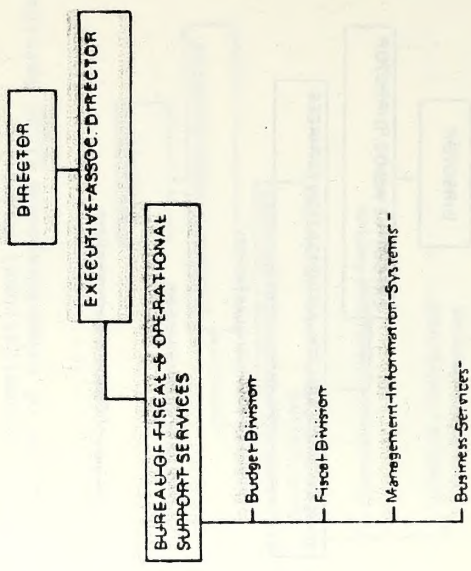 DIRECTOR
EXECUTIVE ASSOC. DIRECTOR
BUREAU OF FISCAL & OPERATIONAL
SUPPORT SERVICES
Budget Division
Fiscal Division
Management Information Systems
Business Services